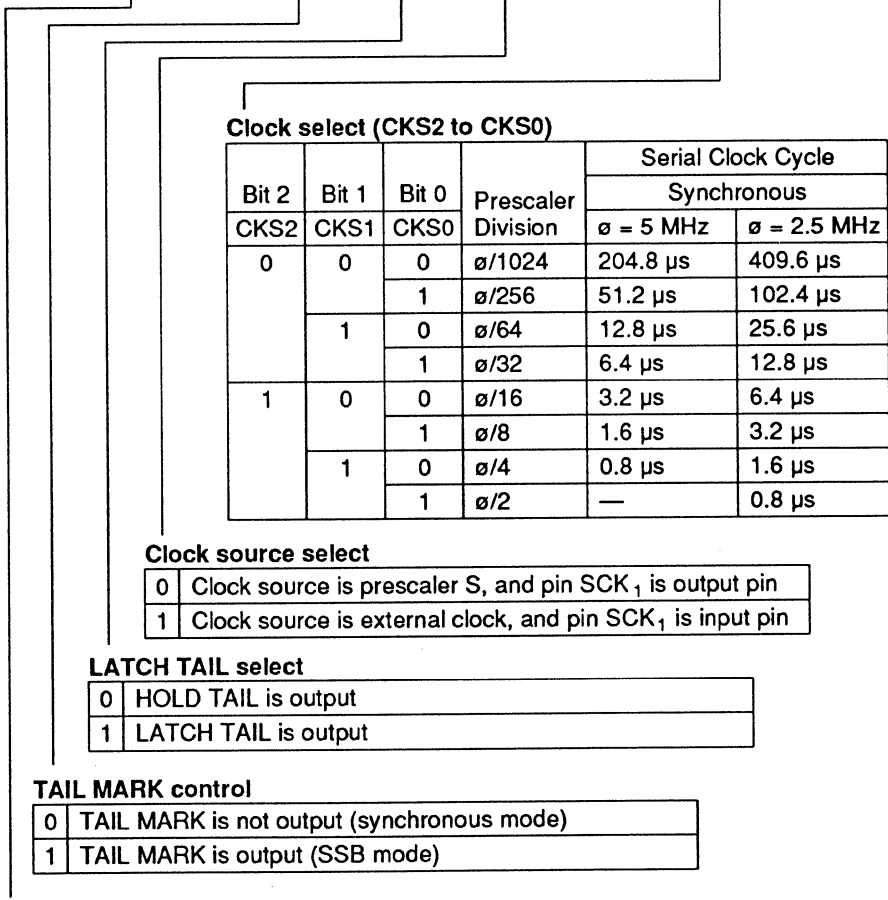 Clock select (CKS2 to CKS0)
Serial Clock Cycle
Bit 2 Bit 1 Bit 0 Prescaler Synchronous
CKS2 CKS1 CKS0 Division ø = 5 MHz ø = 2.5 MHz
0 0 0 ø/1024 204.8 µs 409.6 µs
1 ø/256 51.2 µs 102.4 µs
1 0 ø/64 12.8 µs 25.6 µs
1 ø/32 6.4 µs 12.8 µs
1 0 0 ø/16 3.2 µs 6.4 µs
1 ø/8 1.6 µs 3.2 µs
1 0 ø/4 0.8 µs 1.6 µs
1 ø/2 — 0.8 µs
Clock source select
0 Clock source is prescaler S, and pin SCK₁ is output pin
1 Clock source is external clock, and pin SCK₁ is input pin
LATCH TAIL select
0 HOLD TAIL is output
1 LATCH TAIL is output
TAIL MARK control
0 TAIL MARK is not output (synchronous mode)
1 TAIL MARK is output (SSB mode)